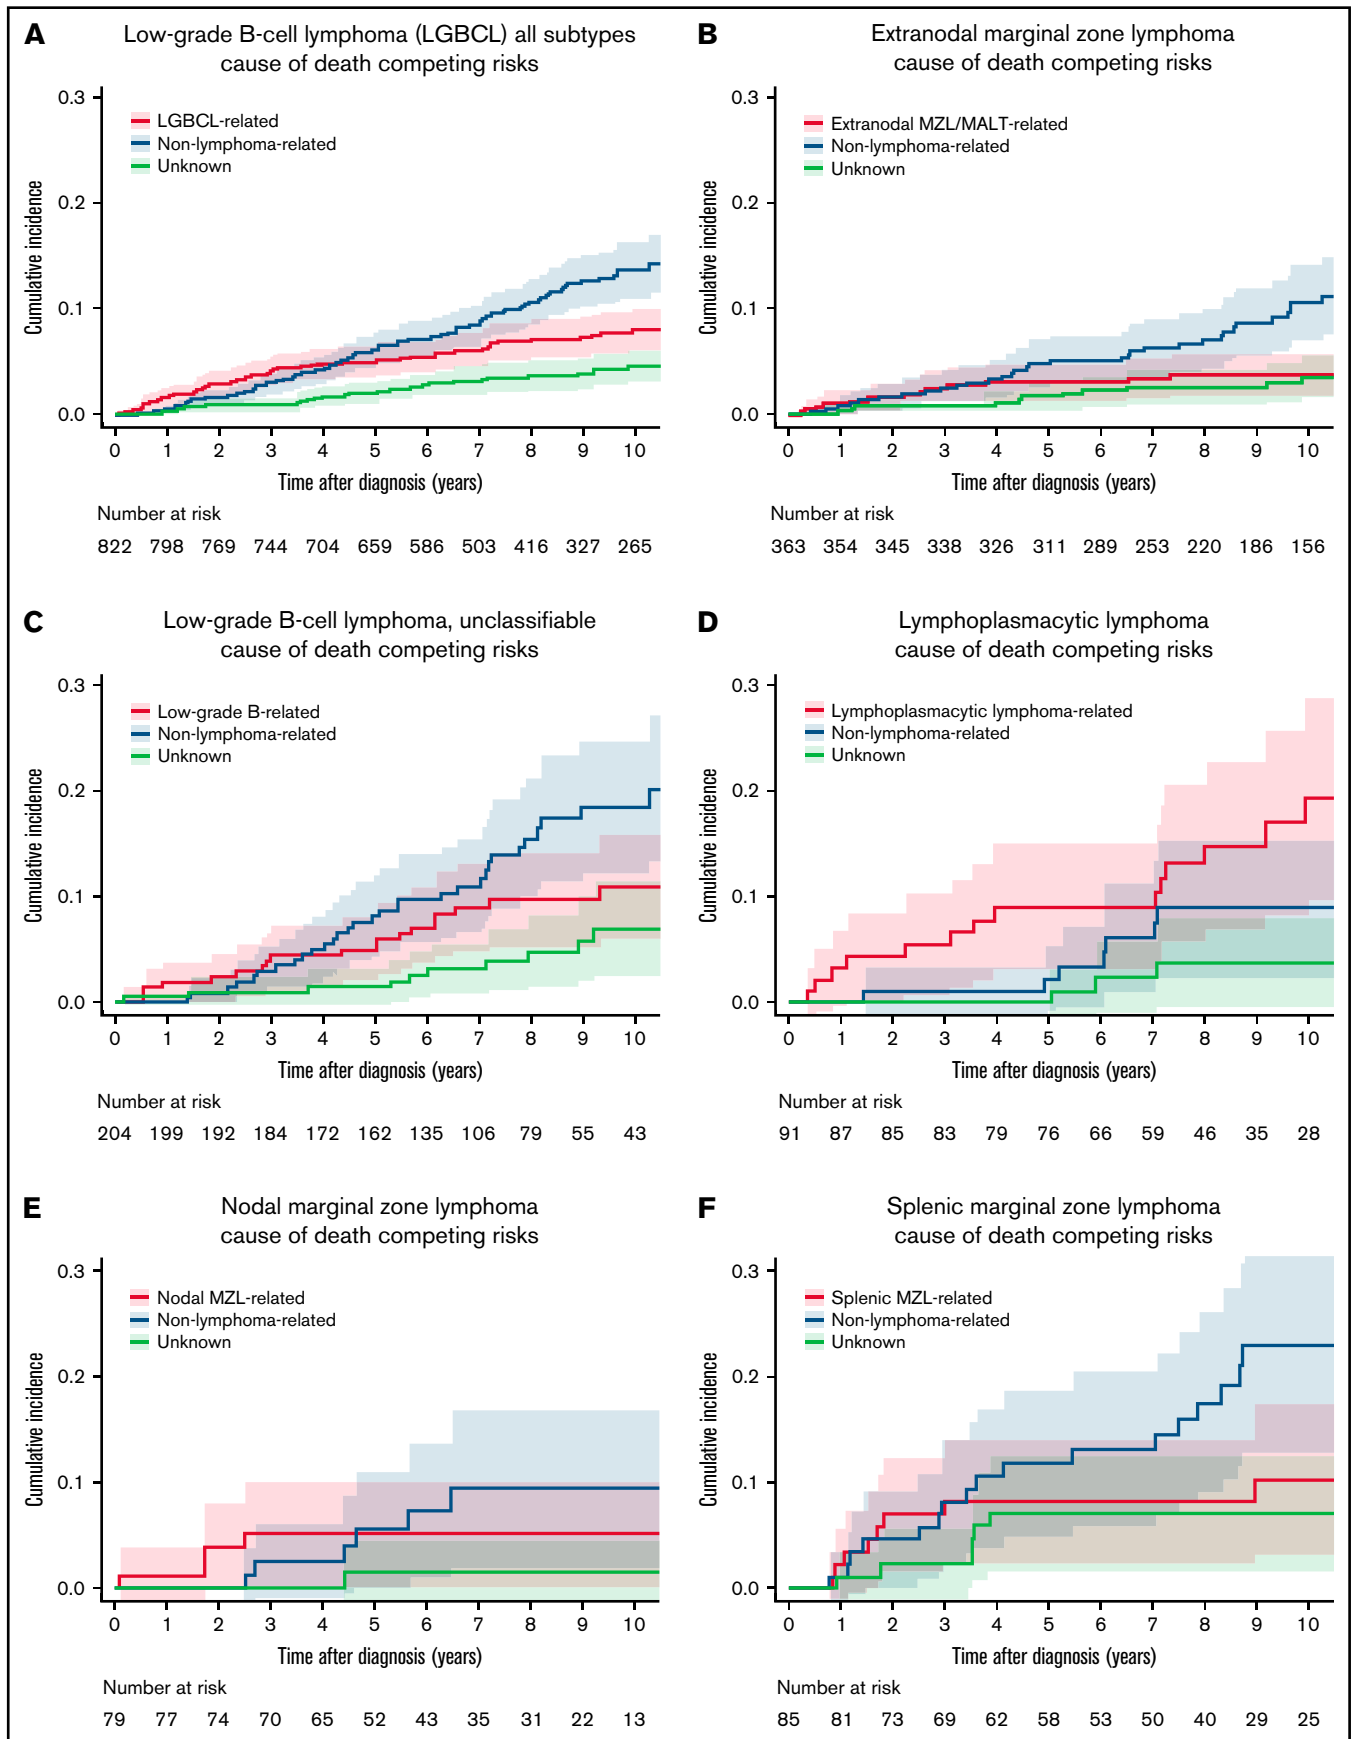 A
Low-grade B-cell lymphoma (LGBCL) all subtypes
cause of death competing risks
0.3
0.2
0.1
0.0
Cumulative incidence
LGBCL-related
Non-lymphoma-related
Unknown
0 1 2 3 4 5 6 7 8 9 10
Time after diagnosis (years)
Number at risk
822 798 769 744 704 659 586 503 416 327 265
B
Extranodal marginal zone lymphoma
cause of death competing risks
0.3
0.2
0.1
0.0
Cumulative incidence
Extranodal MZL/MALT-related
Non-lymphoma-related
Unknown
0 1 2 3 4 5 6 7 8 9 10
Time after diagnosis (years)
Number at risk
363 354 345 338 326 311 289 253 220 186 156
C
Low-grade B-cell lymphoma, unclassifiable
cause of death competing risks
0.3
0.2
0.1
0.0
Cumulative incidence
Low-grade B-related
Non-lymphoma-related
Unknown
0 1 2 3 4 5 6 7 8 9 10
Time after diagnosis (years)
Number at risk
204 199 192 184 172 162 135 106 79 55 43
D
Lymphoplasmacytic lymphoma
cause of death competing risks
0.3
0.2
0.1
0.0
Cumulative incidence
Lymphoplasmacytic lymphoma-related
Non-lymphoma-related
Unknown
0 1 2 3 4 5 6 7 8 9 10
Time after diagnosis (years)
Number at risk
91 87 85 83 79 76 66 59 46 35 28
E
Nodal marginal zone lymphoma
cause of death competing risks
0.3
0.2
0.1
0.0
Cumulative incidence
Nodal MZL-related
Non-lymphoma-related
Unknown
0 1 2 3 4 5 6 7 8 9 10
Time after diagnosis (years)
Number at risk
79 77 74 70 65 52 43 35 31 22 13
F
Splenic marginal zone lymphoma
cause of death competing risks
0.3
0.2
0.1
0.0
Cumulative incidence
Splenic MZL-related
Non-lymphoma-related
Unknown
0 1 2 3 4 5 6 7 8 9 10
Time after diagnosis (years)
Number at risk
85 81 73 69 62 58 53 50 40 29 25